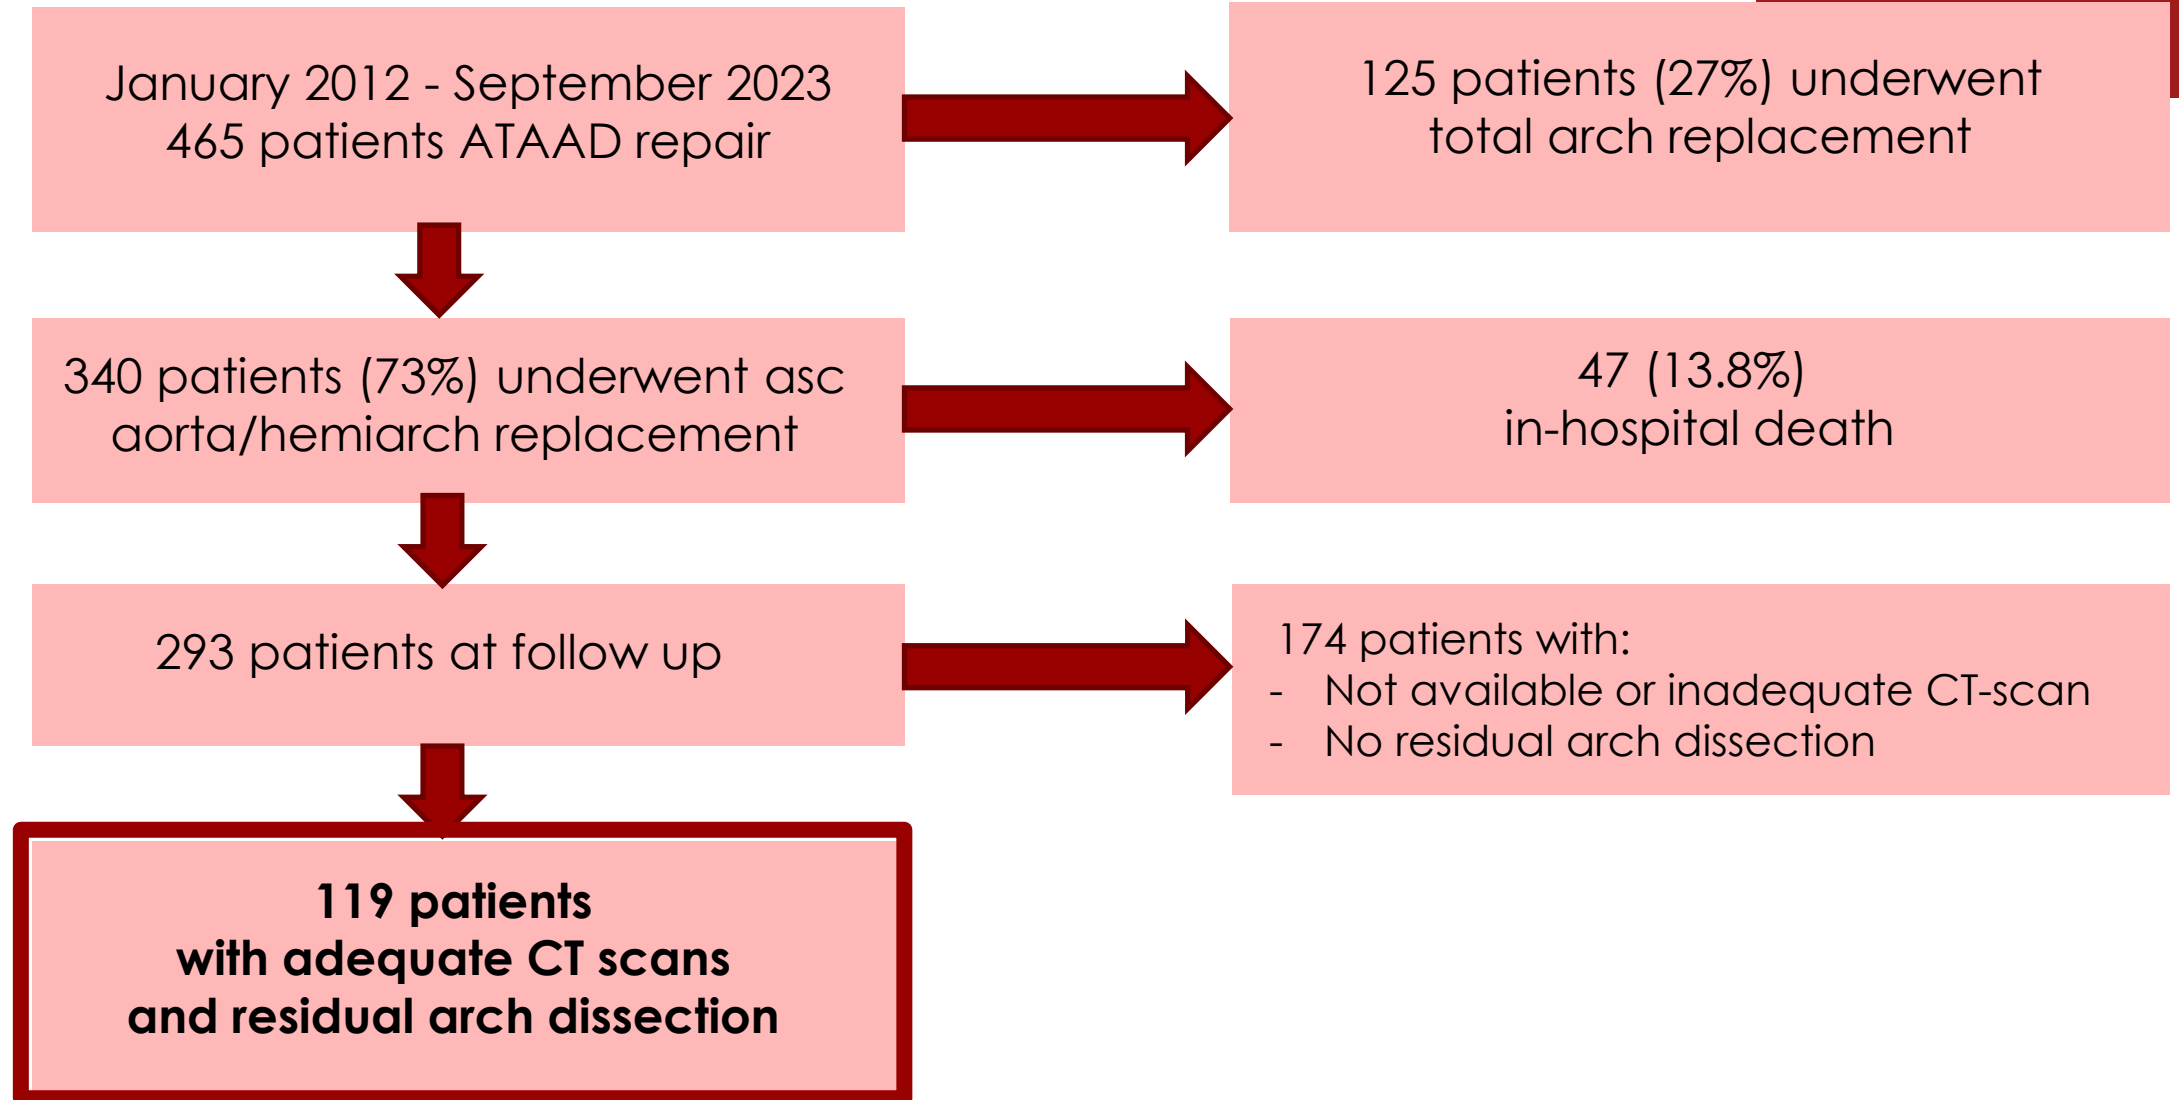 January 2012 - September 2023
465 patients ATAAD repair
125 patients (27%) underwent
total arch replacement
340 patients (73%) underwent asc
aorta/hemiarch replacement
47 (13.8%)
in-hospital death
293 patients at follow up
174 patients with:
- Not available or inadequate CT-scan
- No residual arch dissection
119 patients
with adequate CT scans
and residual arch dissection